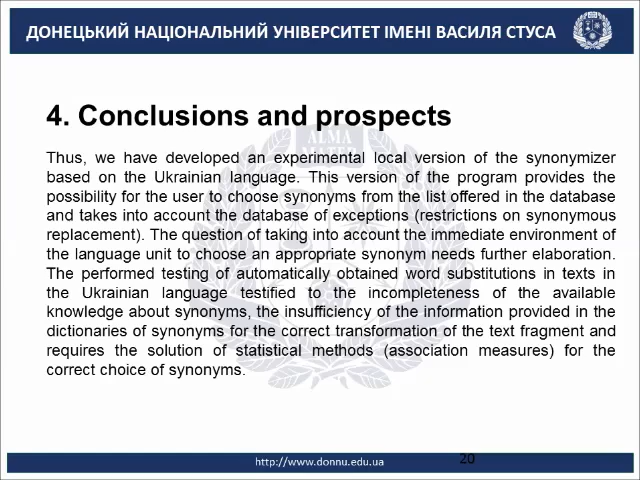 ДОНЕЦЬКИЙ НАЦІОНАЛЬНИЙ УНІВЕРСИТЕТ ІМЕНІ ВАСИЛЯ СТУСА
4. Conclusions and prospects
ALMA
MATER
Thus, we have developed an experimental local version of the synonymizer
based on the Ukrainian language. This version of the program provides the
possibility for the user to choose synonyms from the list offered in the database
and takes into account the database of exceptions (restrictions on synonymous
replacement). The question of taking into account the immediate environment of
the language unit to choose an appropriate synonym needs further elaboration.
The performed testing of automatically obtained word substitutions in texts in
the Ukrainian language testified to the incompleteness of the available
knowledge about synonyms, the insufficiency of the information provided in the
dictionaries of synonyms for the correct transformation of the text fragment and
requires the solution of statistical methods (association measures) for the
correct choice of synonyms.
http://www.donnu.edu.ua
20